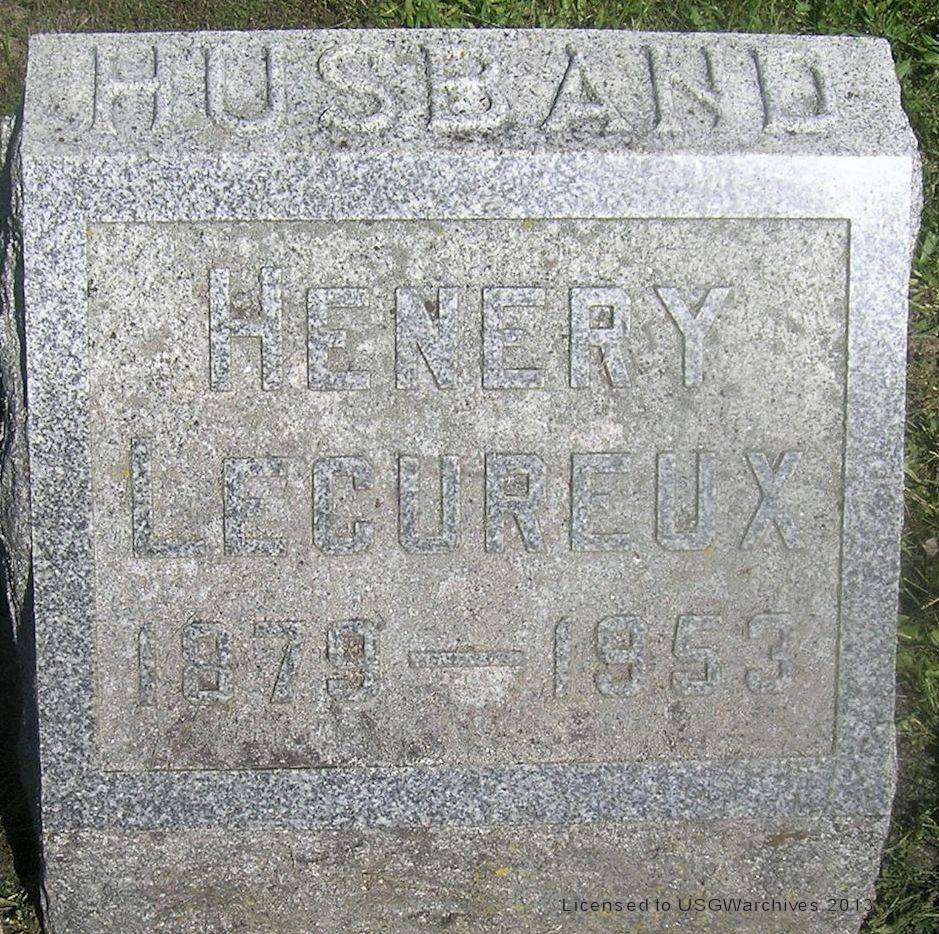 HUSBAND
HENERY
LECUREUX
1879 — 1953
Licensed to USGWarchives 2013